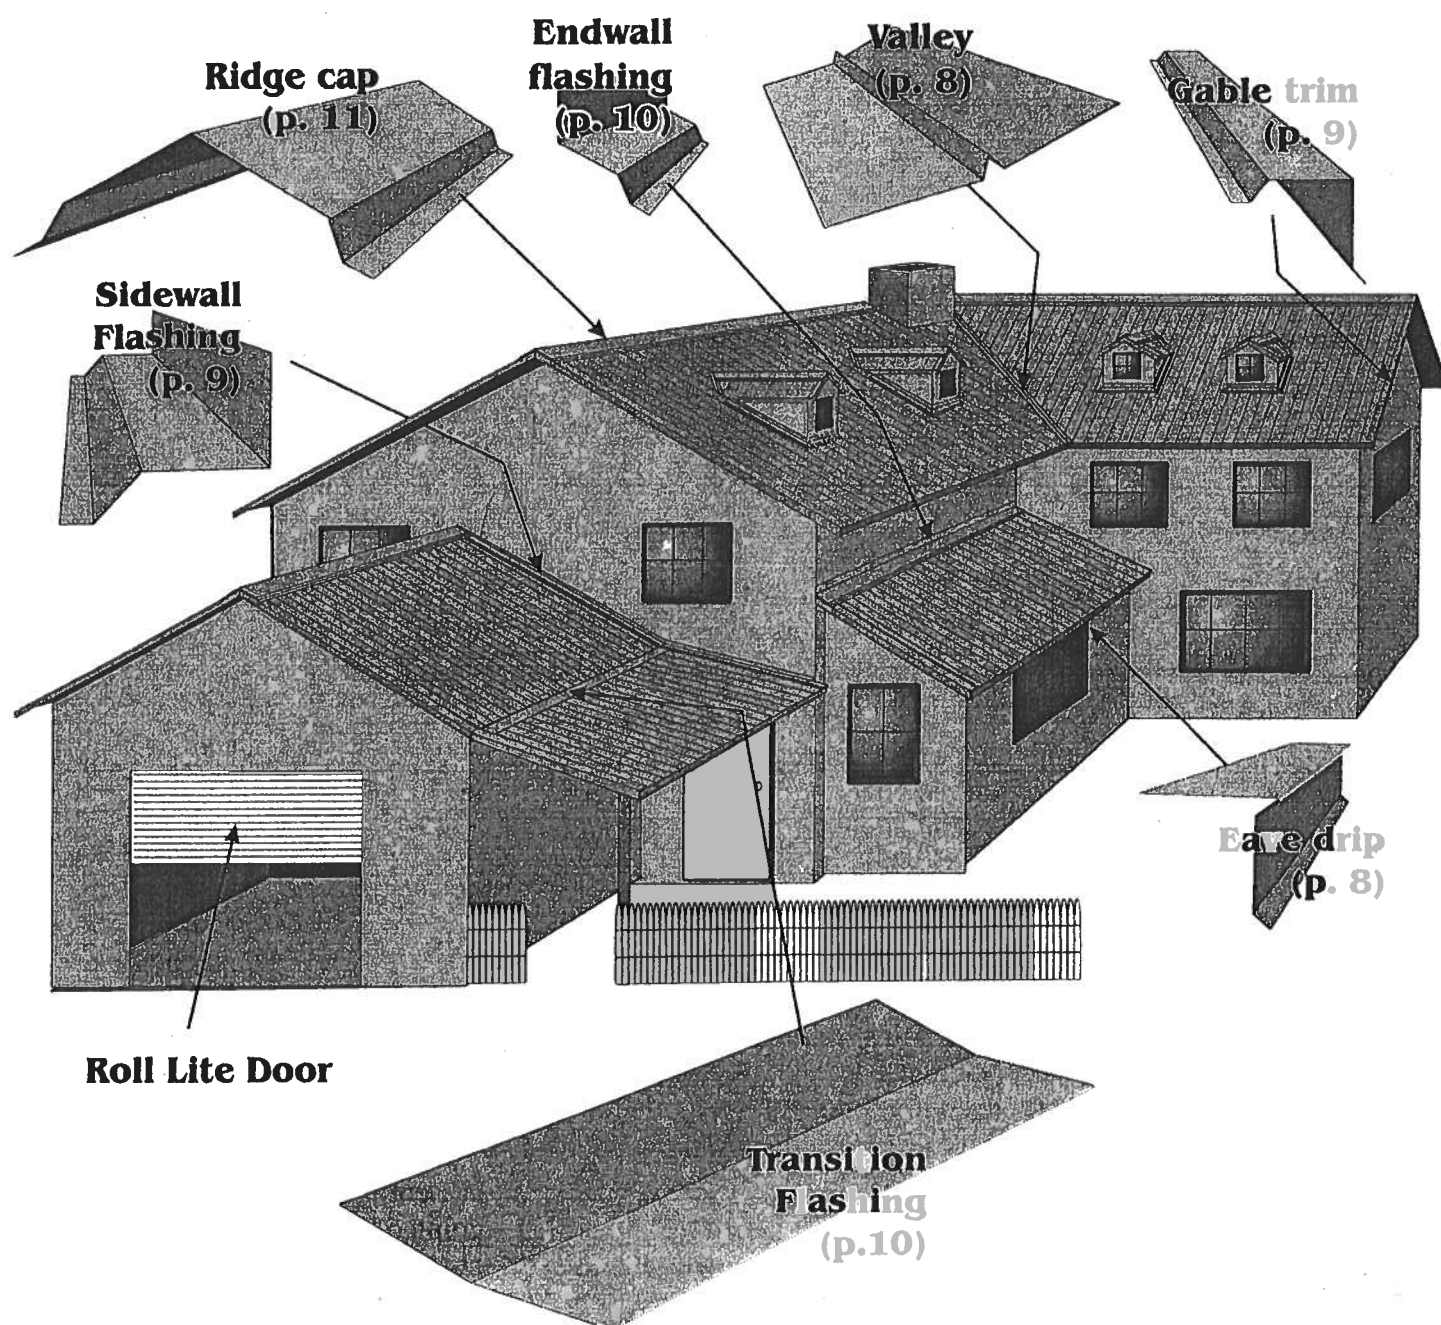 Endwall
flashing
(p. 10)
Valley
(p. 8)
Ridge cap
(p. 11)
Gable trim
(p. 9)
Sidewall
Flashing
(p. 9)
Eave drip
(p. 8)
Roll Lite Door
Transition
Flashing
(p.10)